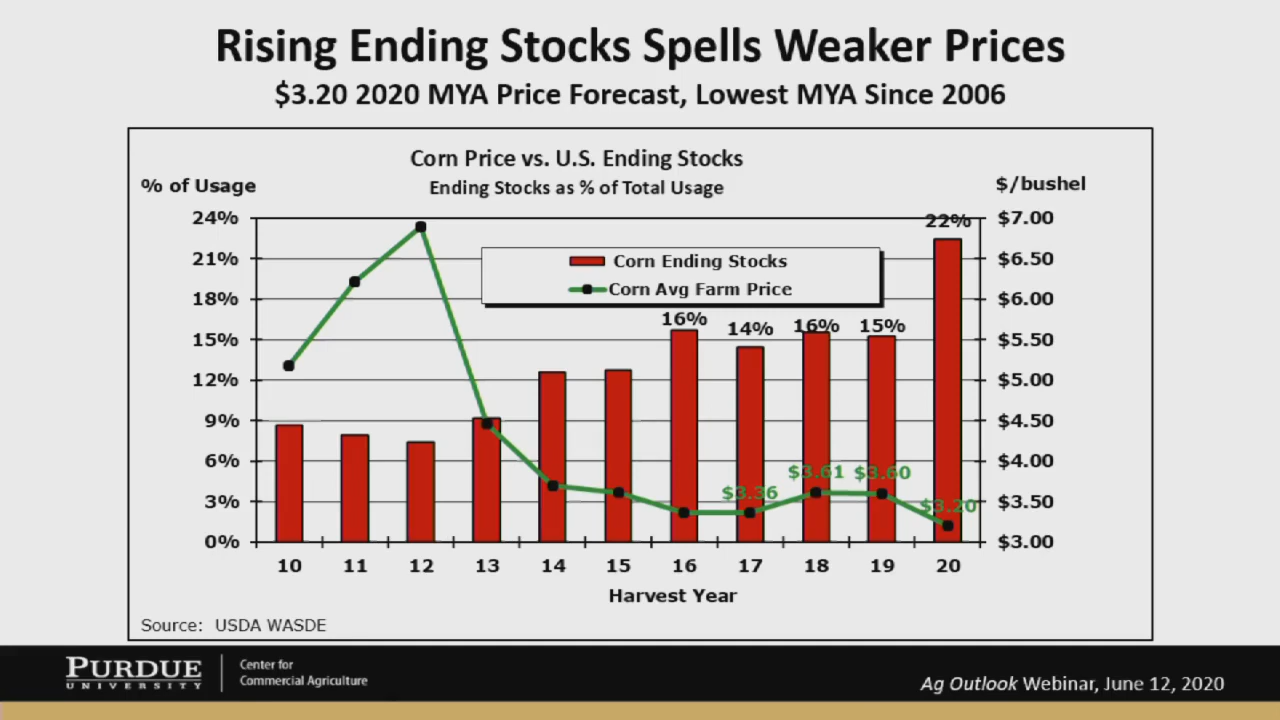 Rising Ending Stocks Spells Weaker Prices
$3.20 2020 MYA Price Forecast, Lowest MYA Since 2006
Corn Price vs. U.S. Ending Stocks
Ending Stocks as % of Total Usage
% of Usage
$/bushel
24%
21%
18%
15%
12%
9%
6%
3%
0%
Corn Ending Stocks
Corn Avg Farm Price
16%
14%
16%
15%
22%
$3.36
$3.61
$3.60
$3.20
$7.00
$6.50
$6.00
$5.50
$5.00
$4.50
$4.00
$3.50
$3.00
10 11 12 13 14 15 16 17 18 19 20
Harvest Year
Source: USDA WASDE
PURDUE
UNIVERSITY
Center for
Commercial Agriculture
Ag Outlook Webinar, June 12, 2020